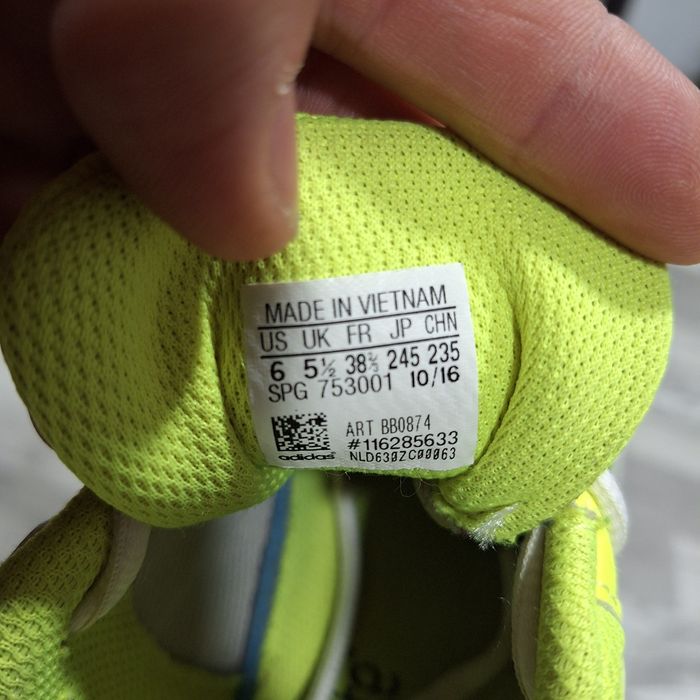 MADE IN VIETNAM
US UK FR JP CHN
6 5½ 38⅔ 245 235
SPG 753001 10/16
ART BB0874
#116285633
adidas NLD630ZC00063